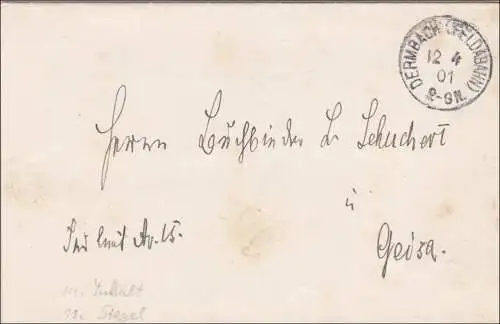 DERMBACH (FELDABAHN)
12 4
01
8-9N.
Herrn Buchbinder L. Schuchert
in
Geisa.
m. Inhalt
u. Siegel